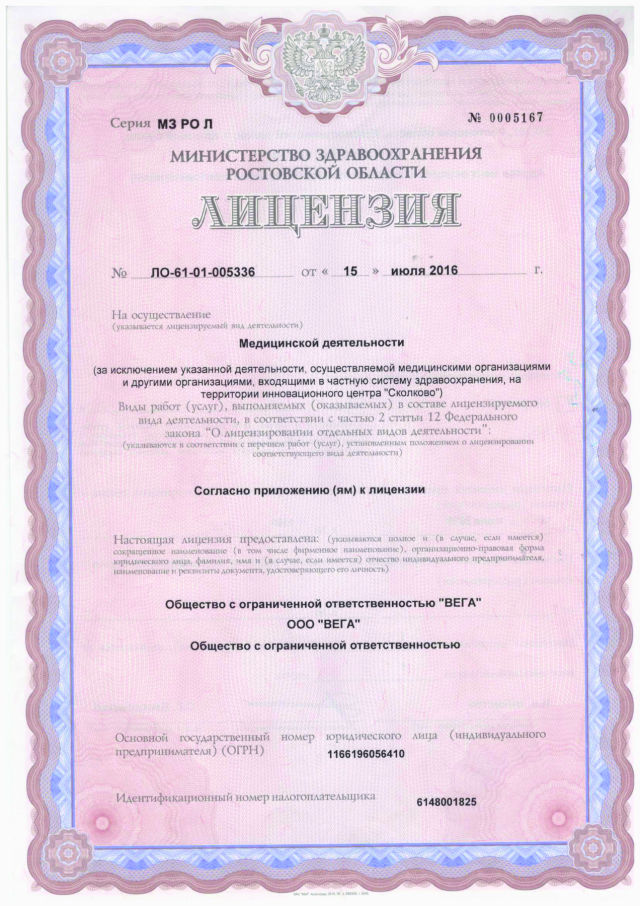 Серия МЗ РО Л
№ 0005167
МИНИСТЕРСТВО ЗДРАВООХРАНЕНИЯ
РОСТОВСКОЙ ОБЛАСТИ
ЛИЦЕНЗИЯ
№ ЛО-61-01-005336 от « 15 » июля 2016 г.
На осуществление
(указывается лицензируемый вид деятельности)
Медицинской деятельности
(за исключением указанной деятельности, осуществляемой медицинскими организациями
и другими организациями, входящими в частную систему здравоохранения, на
территории инновационного центра "Сколково")
Виды работ (услуг), выполняемых (оказываемых) в составе лицензируемого
вида деятельности, в соответствии с частью 2 статьи 12 Федерального
закона "О лицензировании отдельных видов деятельности":
(указываются в соответствии с перечнем работ (услуг), установленным положением о лицензировании
соответствующего вида деятельности)
Согласно приложению (ям) к лицензии
Настоящая лицензия предоставлена: (указываются полное и (в случае, если имеется)
сокращенное наименование (в том числе фирменное наименование), организационно-правовая форма
юридического лица, фамилия, имя и (в случае, если имеется) отчество индивидуального предпринимателя,
наименование и реквизиты документа, удостоверяющего его личность)
Общество с ограниченной ответственностью "ВЕГА"
ООО "ВЕГА"
Общество с ограниченной ответственностью
Основной государственный номер юридического лица (индивидуального
предпринимателя) (ОГРН) 1166196056410
Идентификационный номер налогоплательщика 6148001825